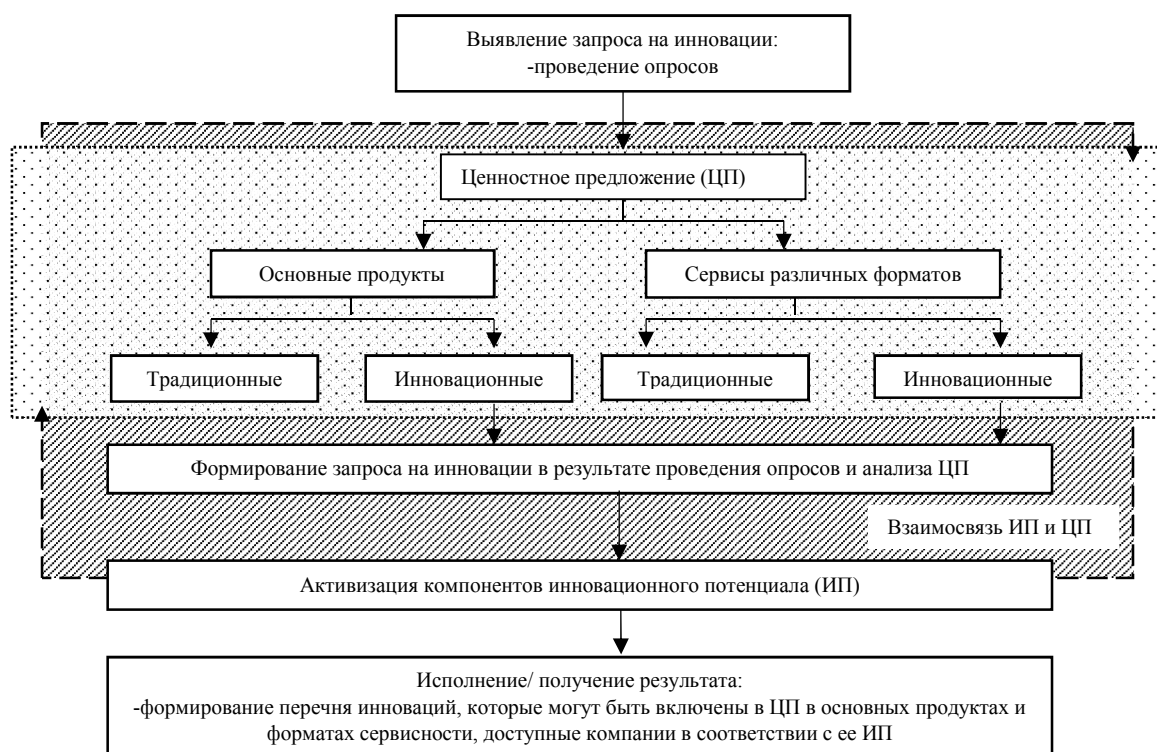 Выявление запроса на инновации:
-проведение опросов
Ценностное предложение (ЦП)
Основные продукты
Сервисы различных форматов
Традиционные
Инновационные
Традиционные
Инновационные
Формирование запроса на инновации в результате проведения опросов и анализа ЦП
Взаимосвязь ИП и ЦП
Активизация компонентов инновационного потенциала (ИП)
Исполнение/ получение результата:
-формирование перечня инноваций, которые могут быть включены в ЦП в основных продуктах и
форматах сервисности, доступные компании в соответствии с ее ИП